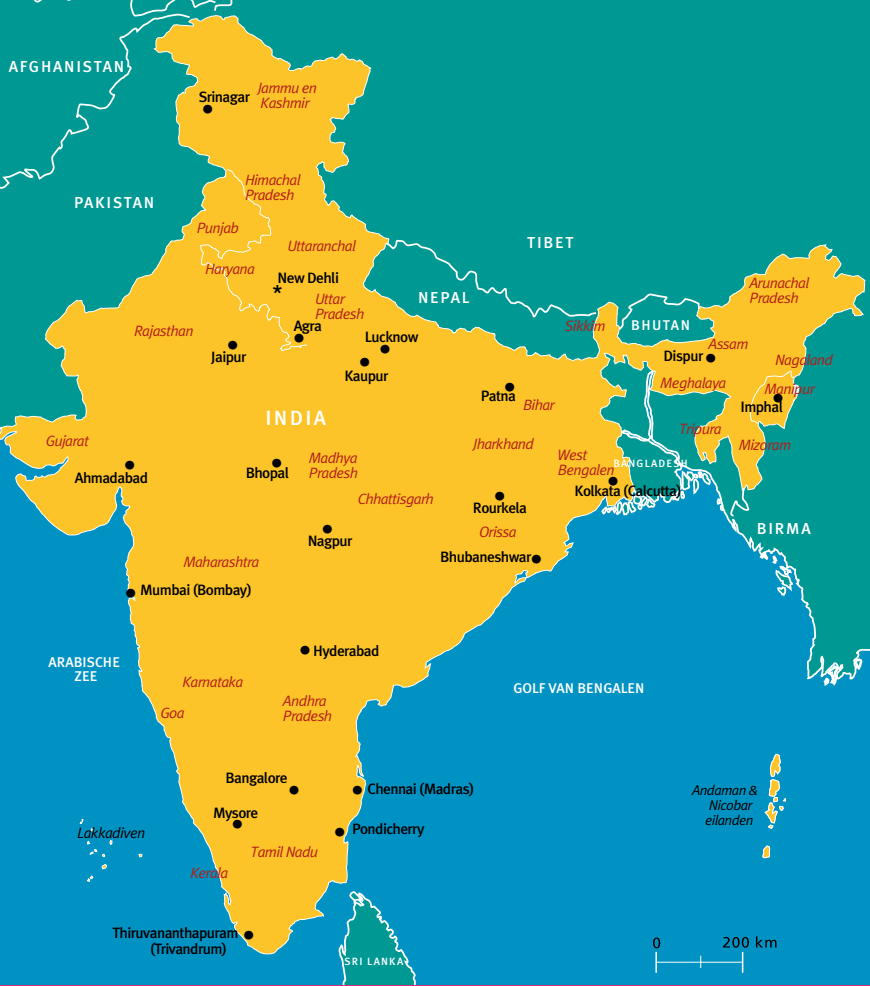 AFGHANISTAN
Srinagar
Jammu en
Kashmir
Himachal
Pradesh
PAKISTAN
Punjab
Uttaranchal
TIBET
Haryana
New Dehli
Arunachal
Pradesh
NEPAL
Uttar
Pradesh
Sikkim
BHUTAN
Rajasthan
Agra
Lucknow
Assam
Dispur
Jaipur
Kaupur
Nagaland
Meghalaya
Manipur
Patna
Bihar
Imphal
INDIA
Tripura
Gujarat
Jharkhand
Mizoram
Madhya
Pradesh
West
Bengalen
BANGLADESH
Ahmadabad
Bhopal
Kolkata (Calcutta)
Chhattisgarh
Rourkela
BIRMA
Orissa
Nagpur
Bhubaneshwar
Maharashtra
Mumbai (Bombay)
Hyderabad
ARABISCHE
ZEE
Karnataka
GOLF VAN BENGALEN
Goa
Andhra
Pradesh
Bangalore
Chennai (Madras)
Andaman &
Nicobar
eilanden
Mysore
Pondicherry
Lakkadiven
Tamil Nadu
Kerala
Thiruvananthapuram
(Trivandrum)
SRI LANKA
0 200 km